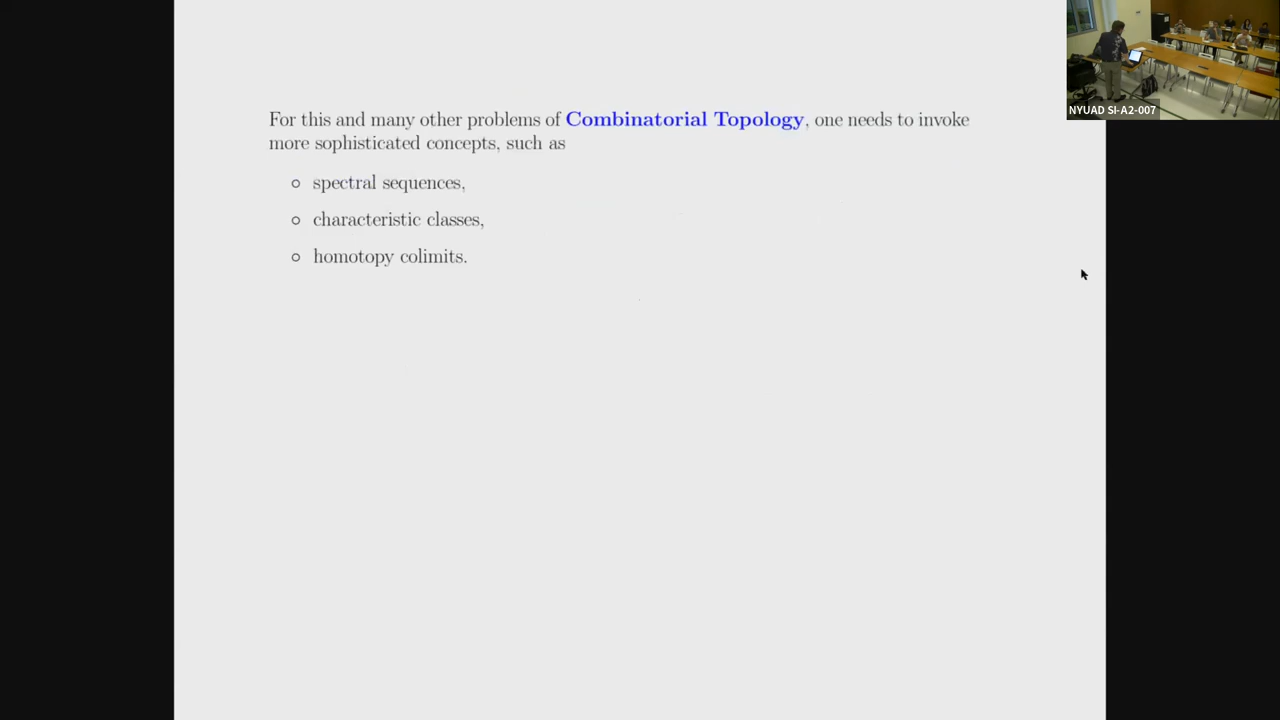 NYUAD SI-A2-007
For this and many other problems of Combinatorial Topology, one needs to invoke
more sophisticated concepts, such as
spectral sequences,
characteristic classes,
homotopy colimits.